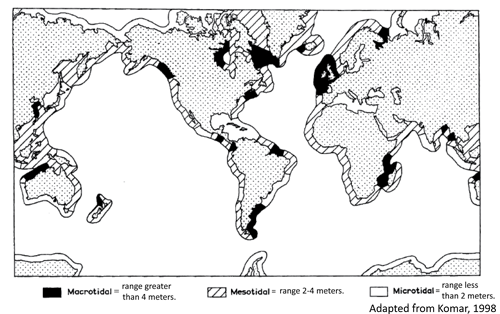 Macrotidal = range greater than 4 meters.
Mesotidal = range 2-4 meters.
Microtidal = range less than 2 meters.
Adapted from Komar, 1998